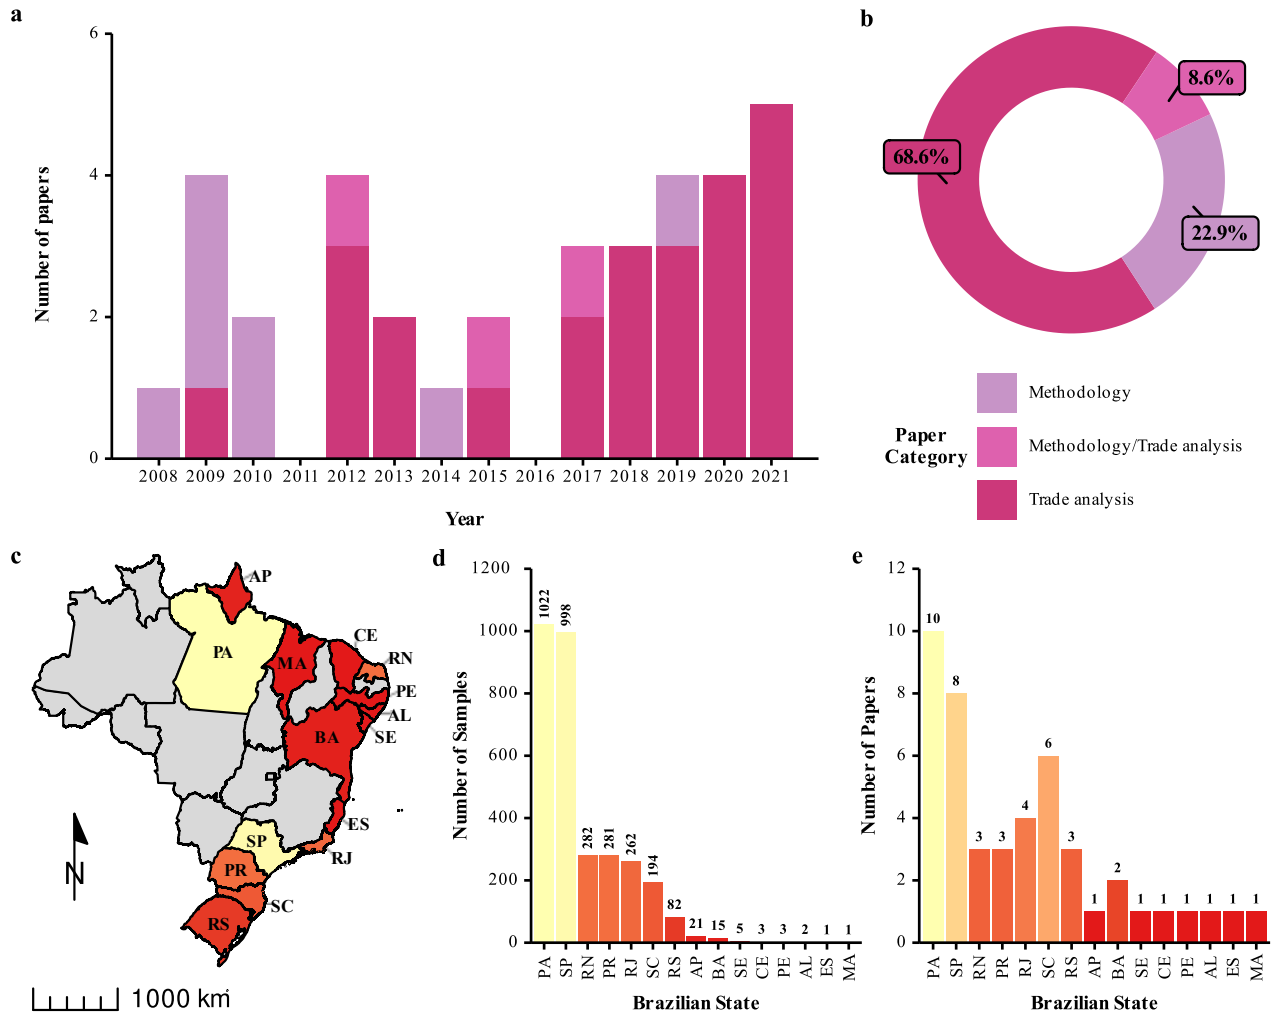 a
Number of papers
6
4
2
0
2008 2009 2010 2011 2012 2013 2014 2015 2016 2017 2018 2019 2020 2021
Year
b
8.6%
68.6%
22.9%
Paper
Category
Methodology
Methodology/Trade analysis
Trade analysis
c
AP
CE
PA
MA
RN
PE
AL
BA
SE
ES
SP
RJ
PR
SC
RS
N
1000 km
d
Number of Samples
1200
1000
800
600
400
200
0
1022 998 282 281 262 194 82 21 15 5 3 3 2 1 1
PA SP RN PR RJ SC RS AP BA SE CE PE AL ES MA
Brazilian State
e
Number of Papers
12
10
8
6
4
2
0
10 8 3 3 4 6 3 1 2 1 1 1 1 1 1
PA SP RN PR RJ SC RS AP BA SE CE PE AL ES MA
Brazilian State